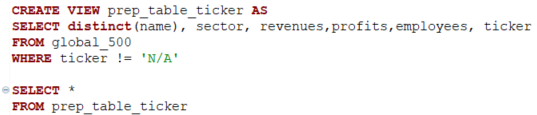 CREATE VIEW prep_table_ticker AS
SELECT distinct(name), sector, revenues,profits,employees, ticker
FROM global_500
WHERE ticker != 'N/A'
SELECT *
FROM prep_table_ticker